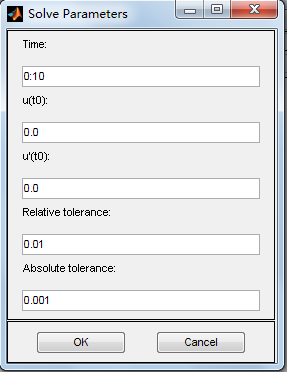 Solve Parameters
Time:
0:10
u(t0):
0.0
u'(t0):
0.0
Relative tolerance:
0.01
Absolute tolerance:
0.001
OK
Cancel